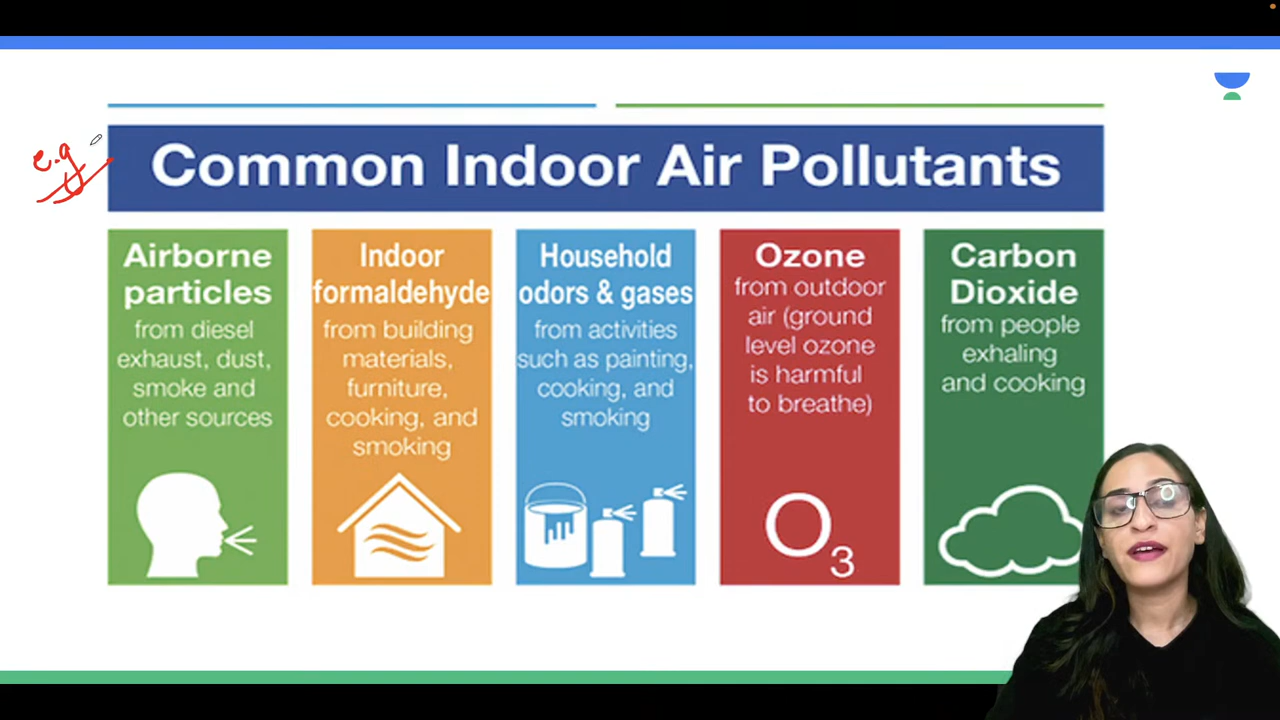 e.g
Common Indoor Air Pollutants
Airborne
particles
from diesel
exhaust, dust,
smoke and
other sources
Indoor
formaldehyde
from building
materials,
furniture,
cooking, and
smoking
Household
odors & gases
from activities
such as painting,
cooking, and
smoking
Ozone
from outdoor
air (ground
level ozone
is harmful
to breathe)
O3
Carbon
Dioxide
from people
exhaling
and cooking